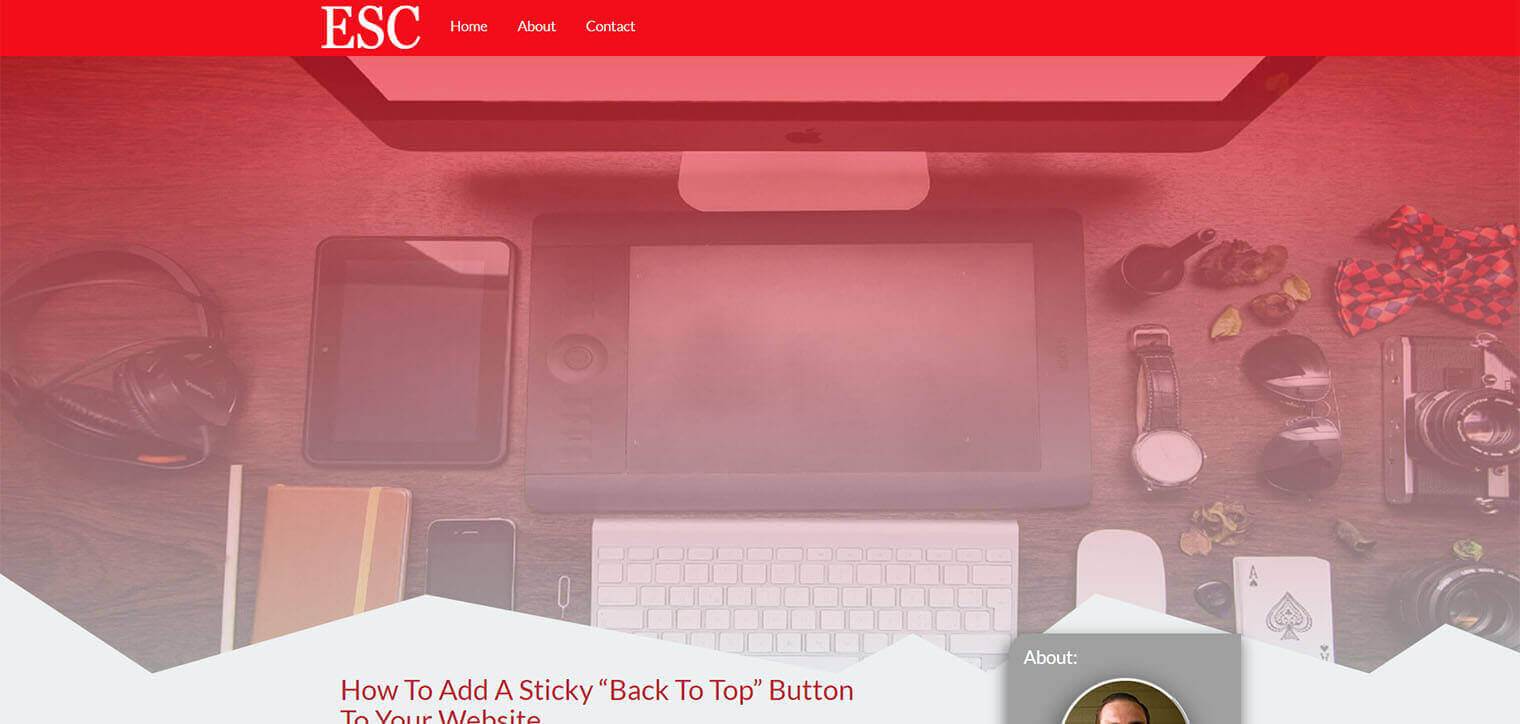 ESC
Home
About
Contact
A
A
About:
How To Add A Sticky “Back To Top” Button
To Your Website